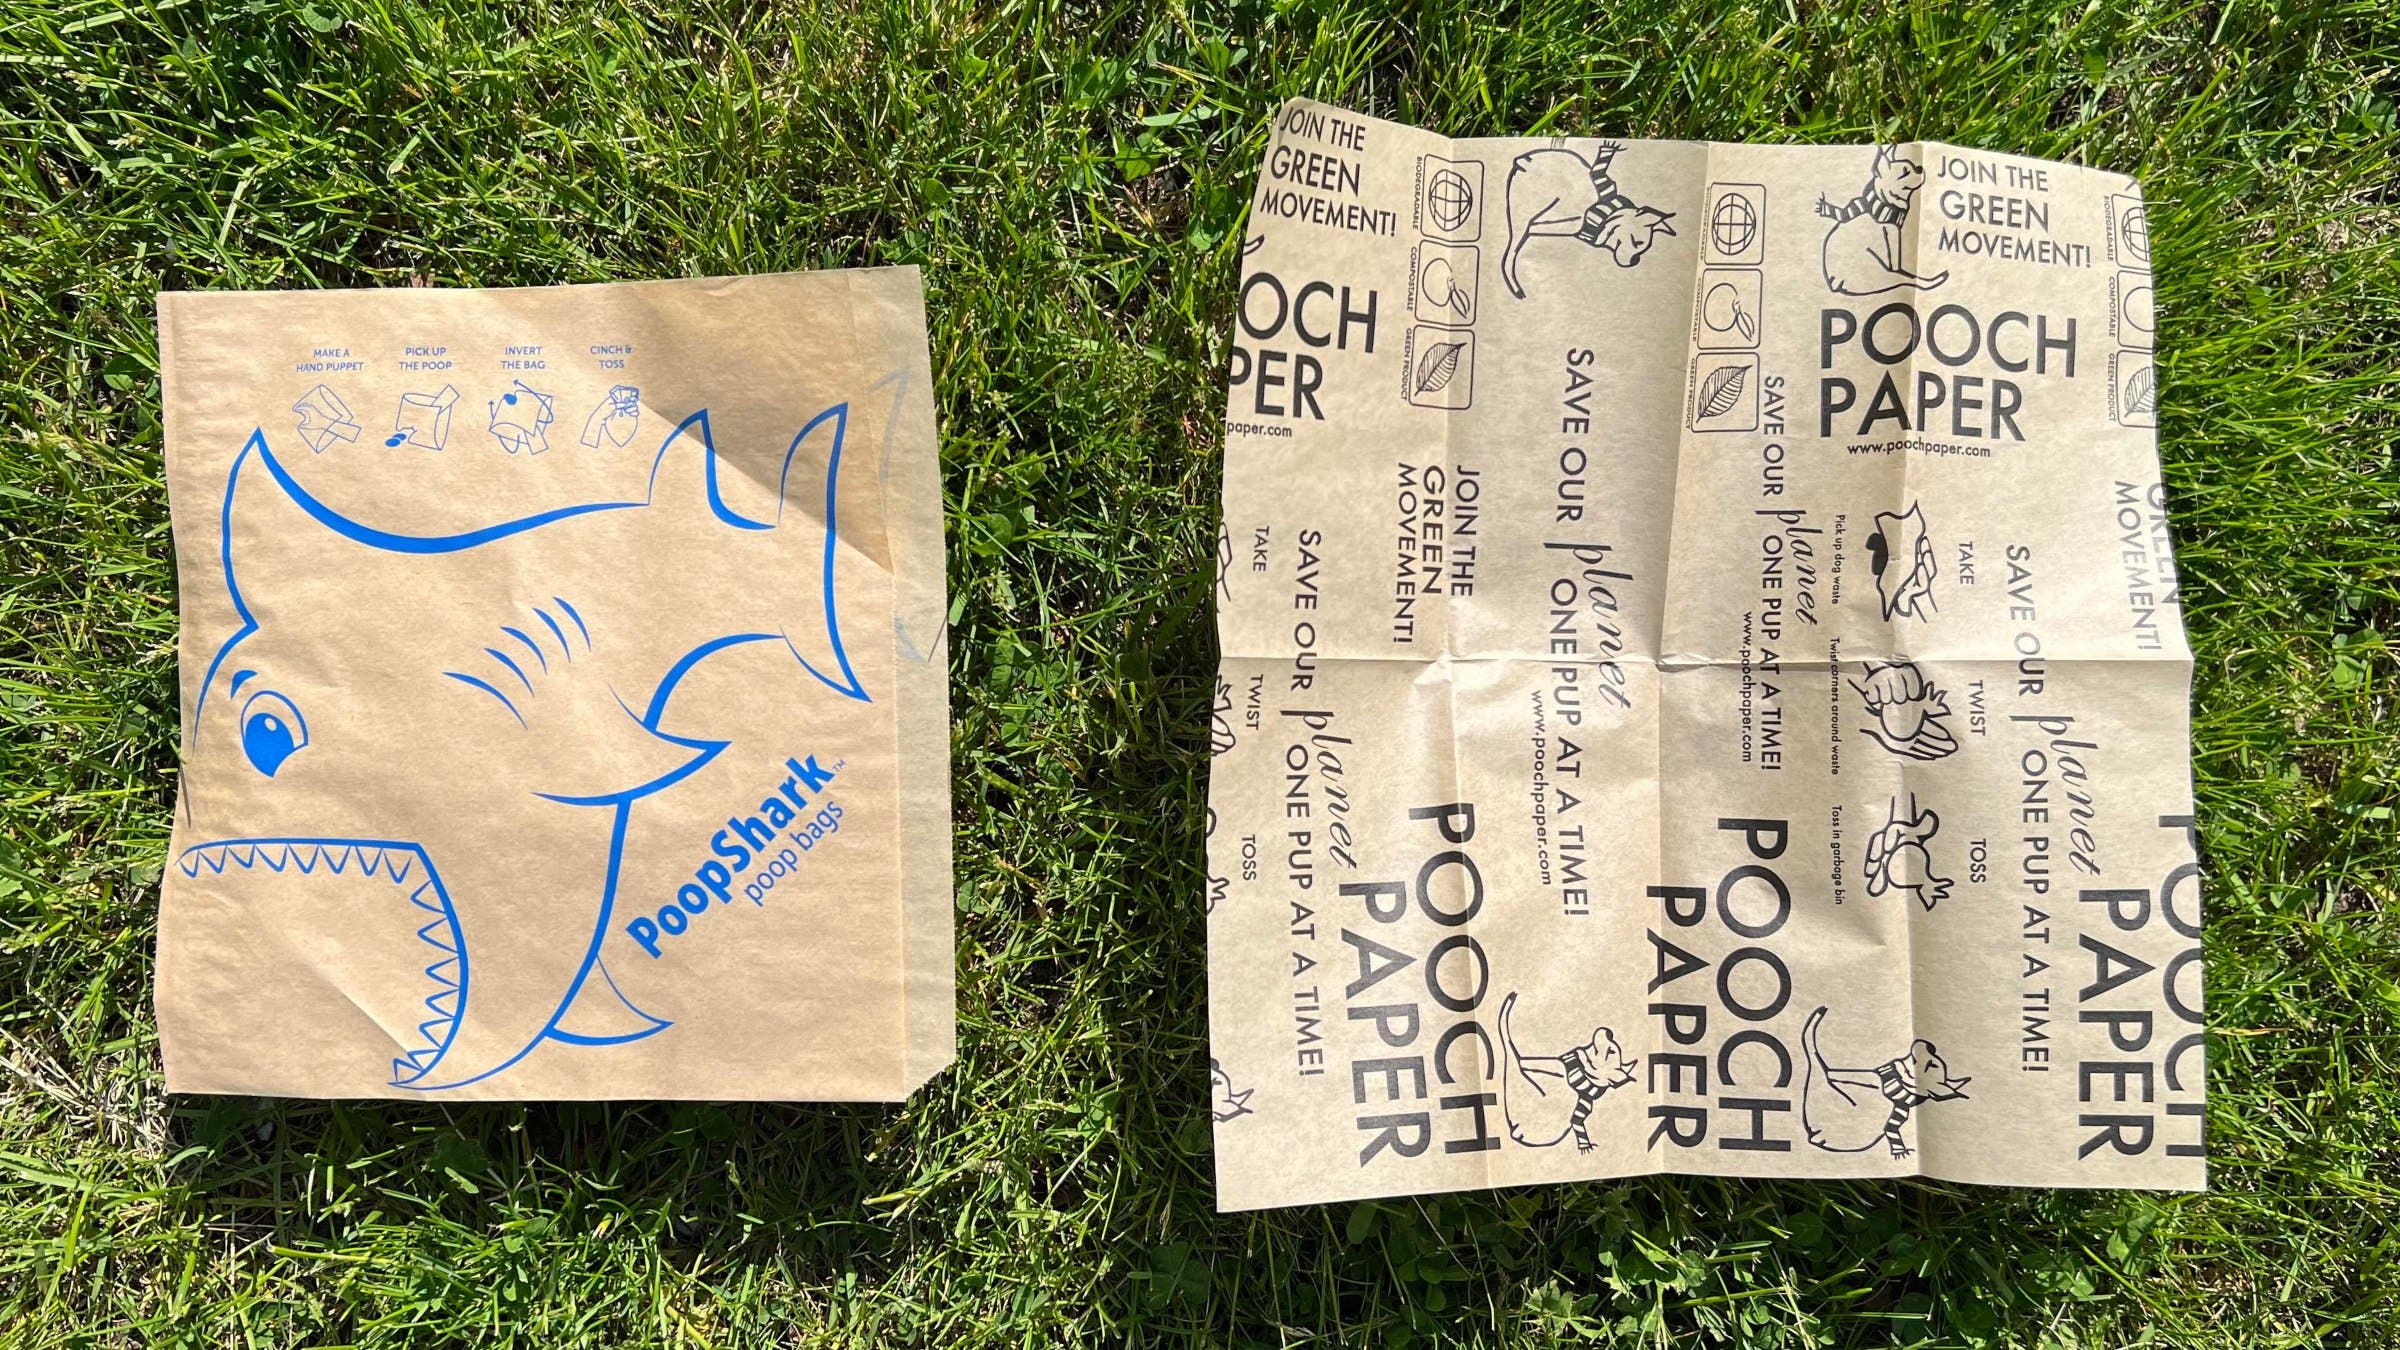 MAKE A
HAND PUPPET
PICK UP
THE POOP
INVERT
THE BAG
CINCH &
TOSS
PoopShark™
poop bags
JOIN THE
GREEN
MOVEMENT!
BIODEGRADABLE
COMPOSTABLE
GREEN PRODUCT
OCH
PER
paper.com
JOIN THE
GREEN
MOVEMENT!
TAKE
TWIST
TOSS
SAVE OUR planet ONE PUP AT A TIME!
POOCH
PAPER
SAVE OUR planet ONE PUP AT A TIME!
www.poochpaper.com
COMPOSTABLE
GREEN PRODUCT
SAVE OUR planet ONE PUP AT A TIME!
www.poochpaper.com
POOCH
PAPER
JOIN THE
GREEN
MOVEMENT!
POOCH
PAPER
www.poochpaper.com
TAKE
Pick up dog waste
TWIST
Twist corners around waste
TOSS
Toss in garbage bin
SAVE OUR planet ONE PUP AT A TIME!
BIODEGRADABLE
COMPOSTABLE
GREEN PRODUCT
GREEN
MOVEMENT!
POOCH
PAPER